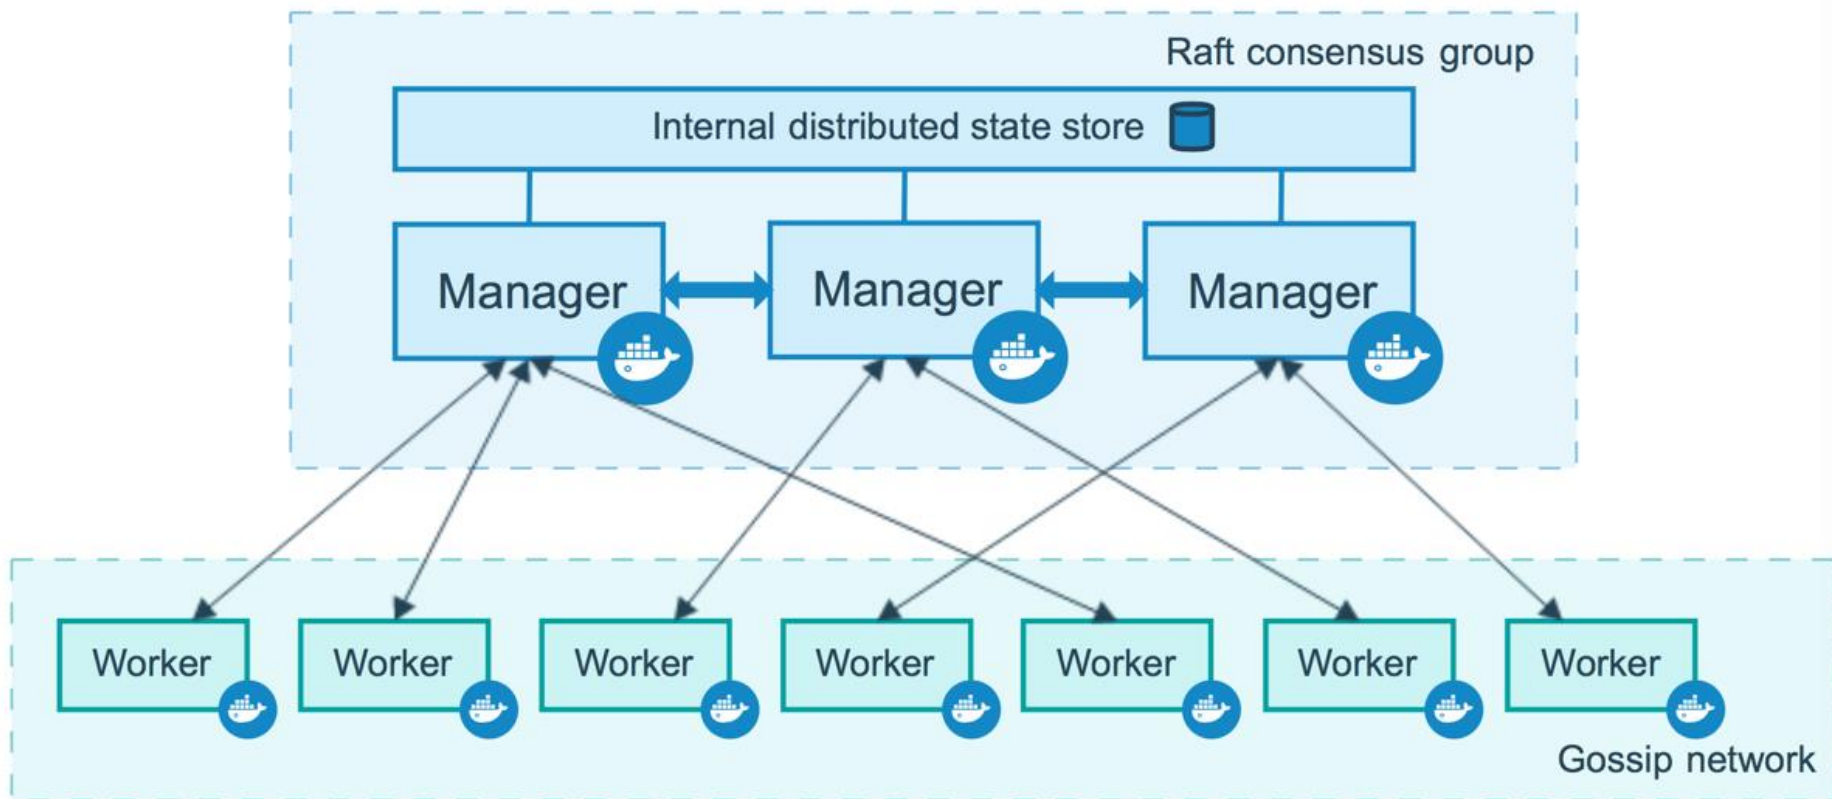 Raft consensus group
Internal distributed state store
Manager
Manager
Manager
Worker
Worker
Worker
Worker
Worker
Worker
Worker
Gossip network